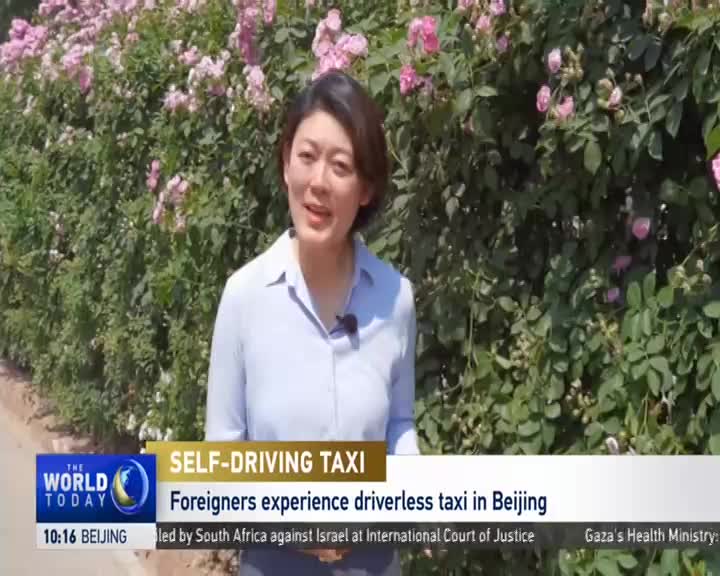 SELF-DRIVING TAXI
Foreigners experience driverless taxi in Beijing
THE
WORLD
TODAY
10:16 BEIJING
by South Africa against Israel at International Court of Justice Gaza's Health Ministry: